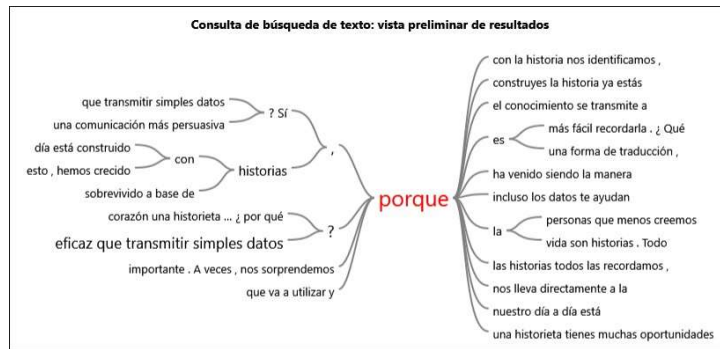 Consulta de búsqueda de texto: vista preliminar de resultados
que transmitir simples datos
una comunicación más persuasiva
? Sí
día está construido
esto , hemos crecido
con
sobrevivido a base de
historias
,
corazón una historieta ... ¿ por qué
eficaz que transmitir simples datos
?
importante . A veces , nos sorprendemos
que va a utilizar y
porque
con la historia nos identificamos ,
construyes la historia ya estás
el conocimiento se transmite a
es
más fácil recordarla . ¿ Qué
una forma de traducción ,
ha venido siendo la manera
incluso los datos te ayudan
la
personas que menos creemos
vida son historias . Todo
las historias todos las recordamos ,
nos lleva directamente a la
nuestro día a día está
una historieta tienes muchas oportunidades